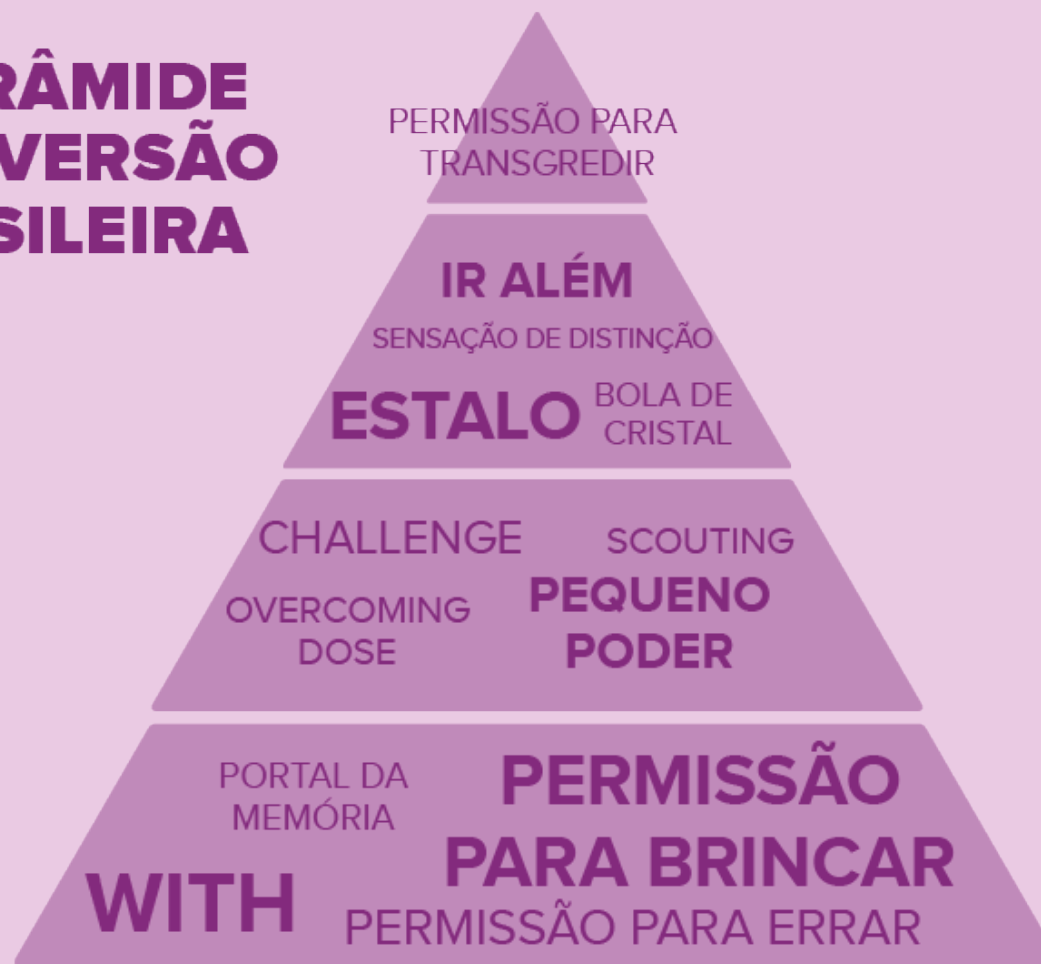 RÂMIDE
VERSÃO
SILEIRA
PERMISSÃO PARA
TRANSGREDIR
IR ALÉM
SENSAÇÃO DE DISTINÇÃO
ESTALO
BOLA DE
CRISTAL
CHALLENGE
SCOUTING
OVERCOMING
DOSE
PEQUENO
PODER
PORTAL DA
MEMÓRIA
PERMISSÃO
PARA BRINCAR
WITH
PERMISSÃO PARA ERRAR